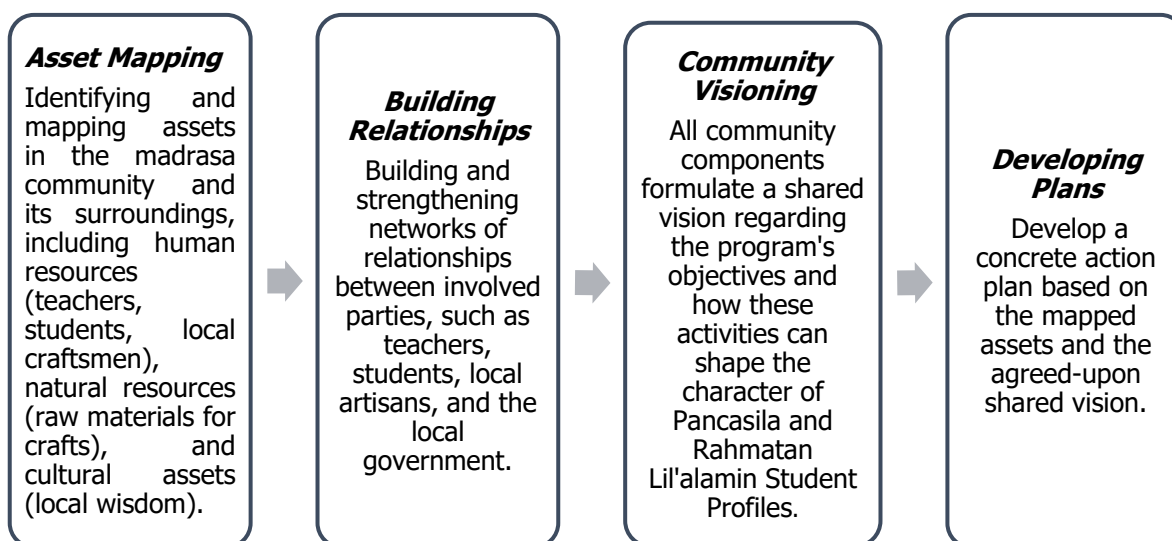 Asset Mapping
Identifying and
mapping assets
in the madrasa
community and
its surroundings,
including human
resources
(teachers,
students, local
craftsmen),
natural resources
(raw materials for
crafts), and
cultural assets
(local wisdom).
Building
Relationships
Building and
strengthening
networks of
relationships
between involved
parties, such as
teachers,
students, local
artisans, and the
local
government.
Community
Visioning
All community
components
formulate a shared
vision regarding
the program's
objectives and
how these
activities can
shape the
character of
Pancasila and
Rahmatan
Lil'alamin Student
Profiles.
Developing
Plans
Develop a
concrete action
plan based on
the mapped
assets and the
agreed-upon
shared vision.